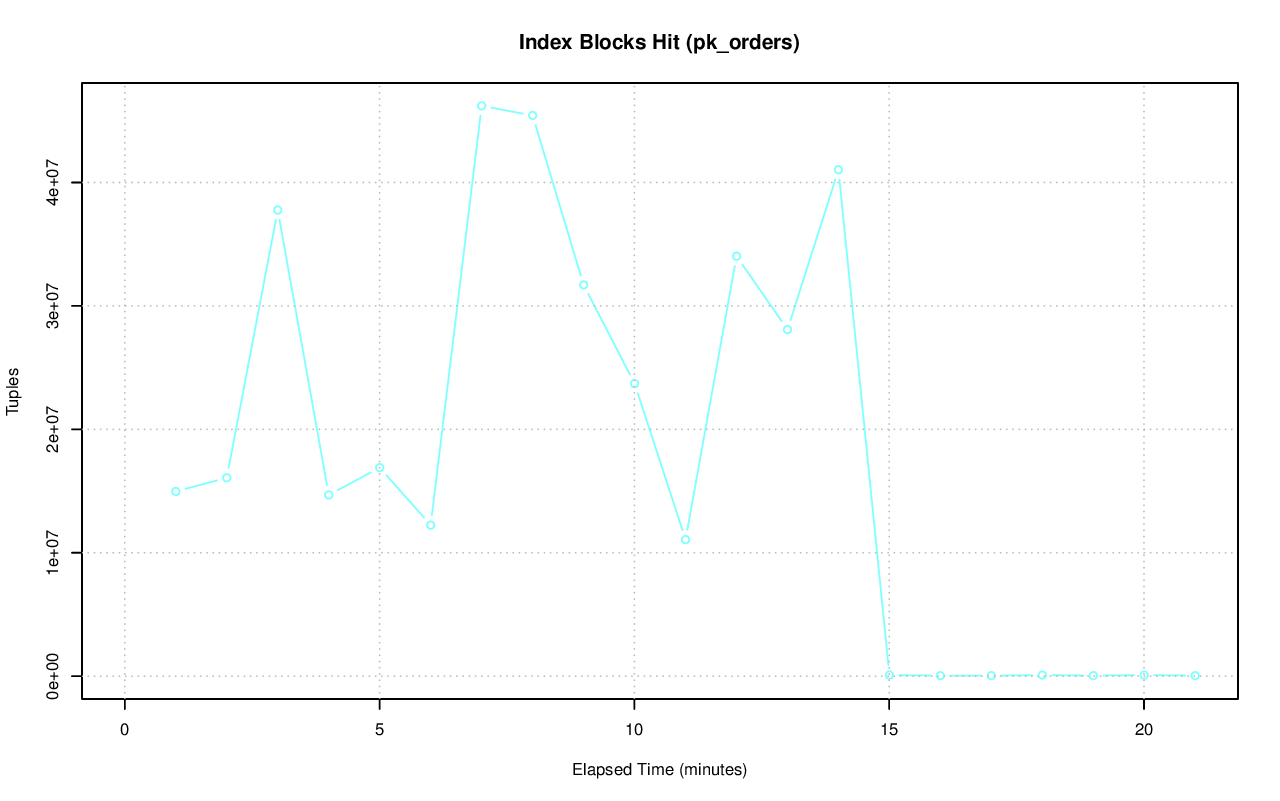 Index Blocks Hit (pk_orders)
Tuples
4e+07
3e+07
2e+07
1e+07
0e+00
0 5 10 15 20
Elapsed Time (minutes)